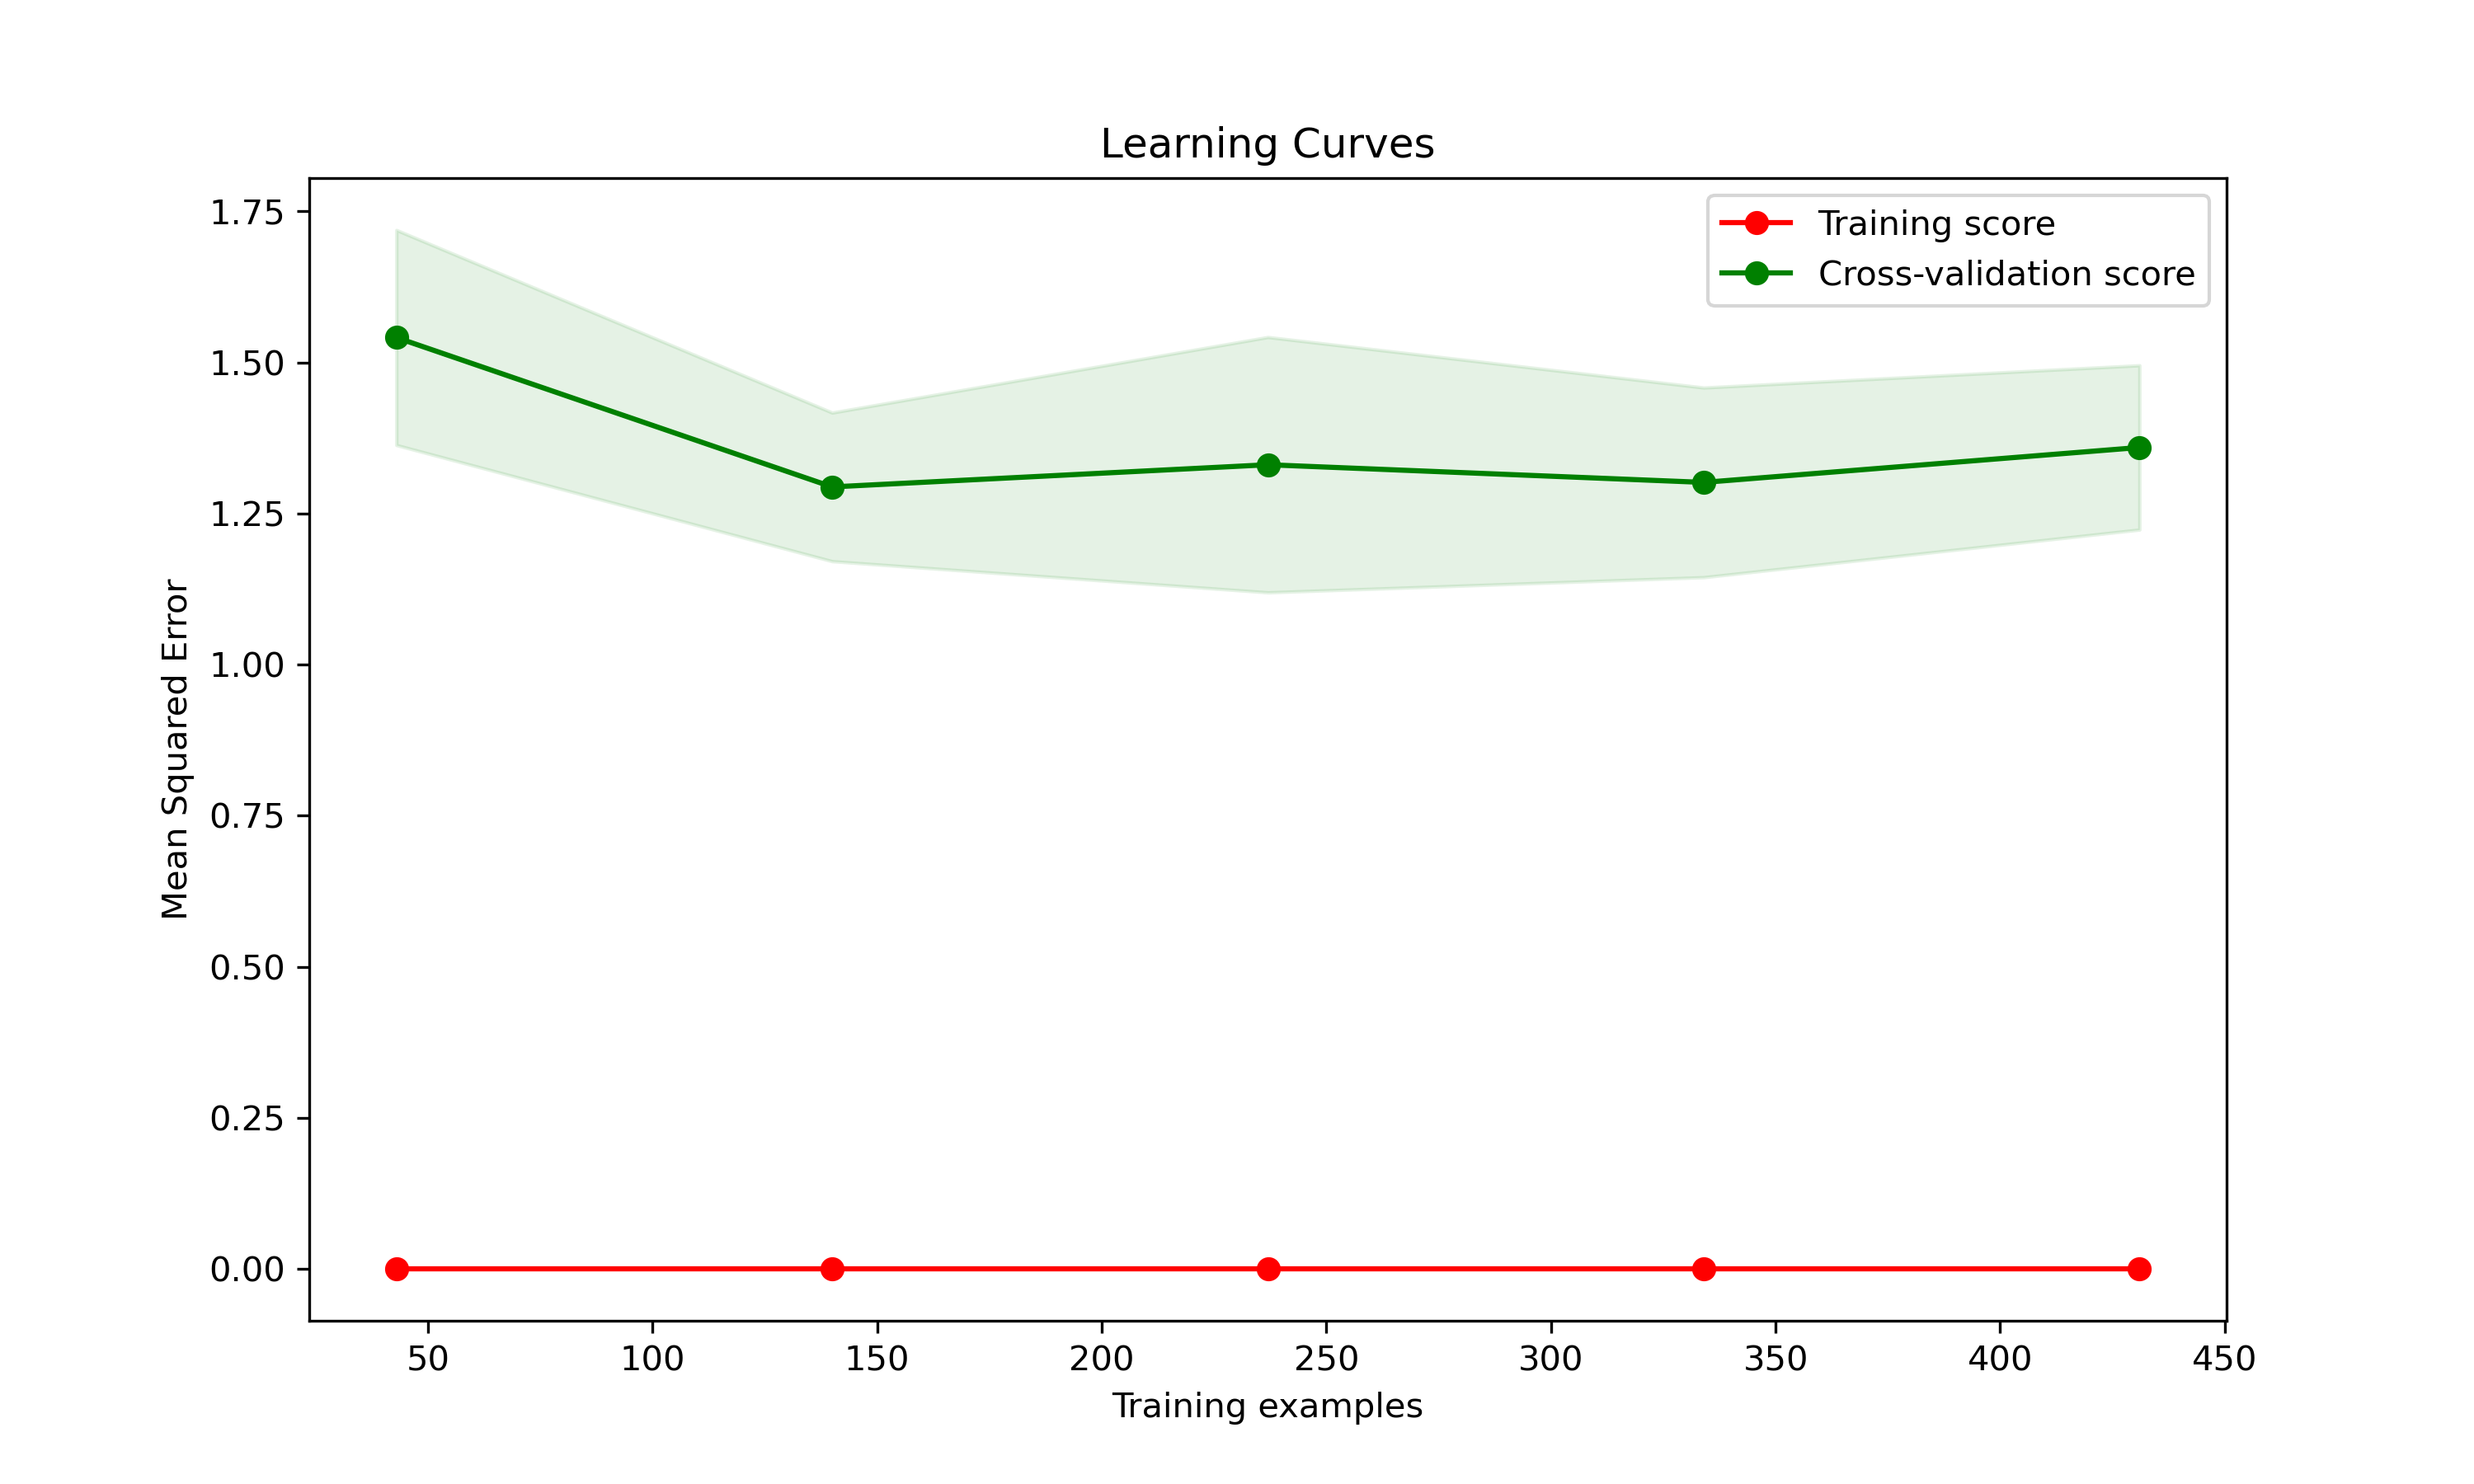 Learning Curves
Training score
Cross-validation score
1.75
1.50
1.25
1.00
0.75
0.50
0.25
0.00
Mean Squared Error
50 100 150 200 250 300 350 400 450
Training examples